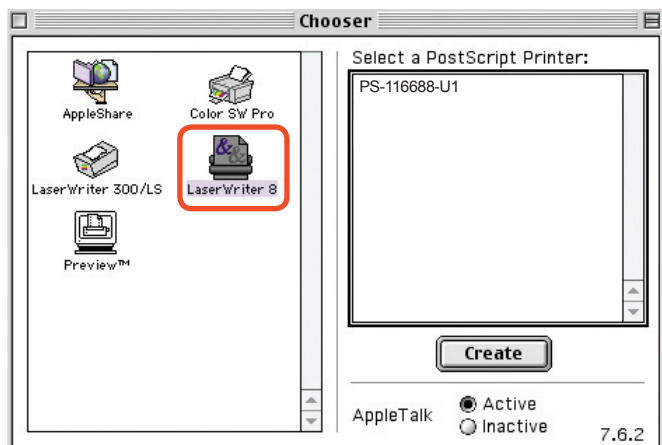 Chooser
AppleShare
Color SW Pro
LaserWriter 300/LS
&&
LaserWriter 8
Preview™
Select a PostScript Printer:
PS-116688-U1
Create
AppleTalk
Active
Inactive
7.6.2